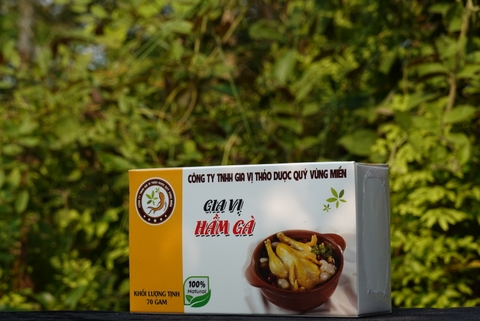 CÔNG TY TNHH GIA VỊ THẢO DƯỢC QUÝ VÙNG MIỀN
GIA VỊ
HẦM GÀ
100%
Natural
KHỐI LƯỢNG TỊNH
70 GAM